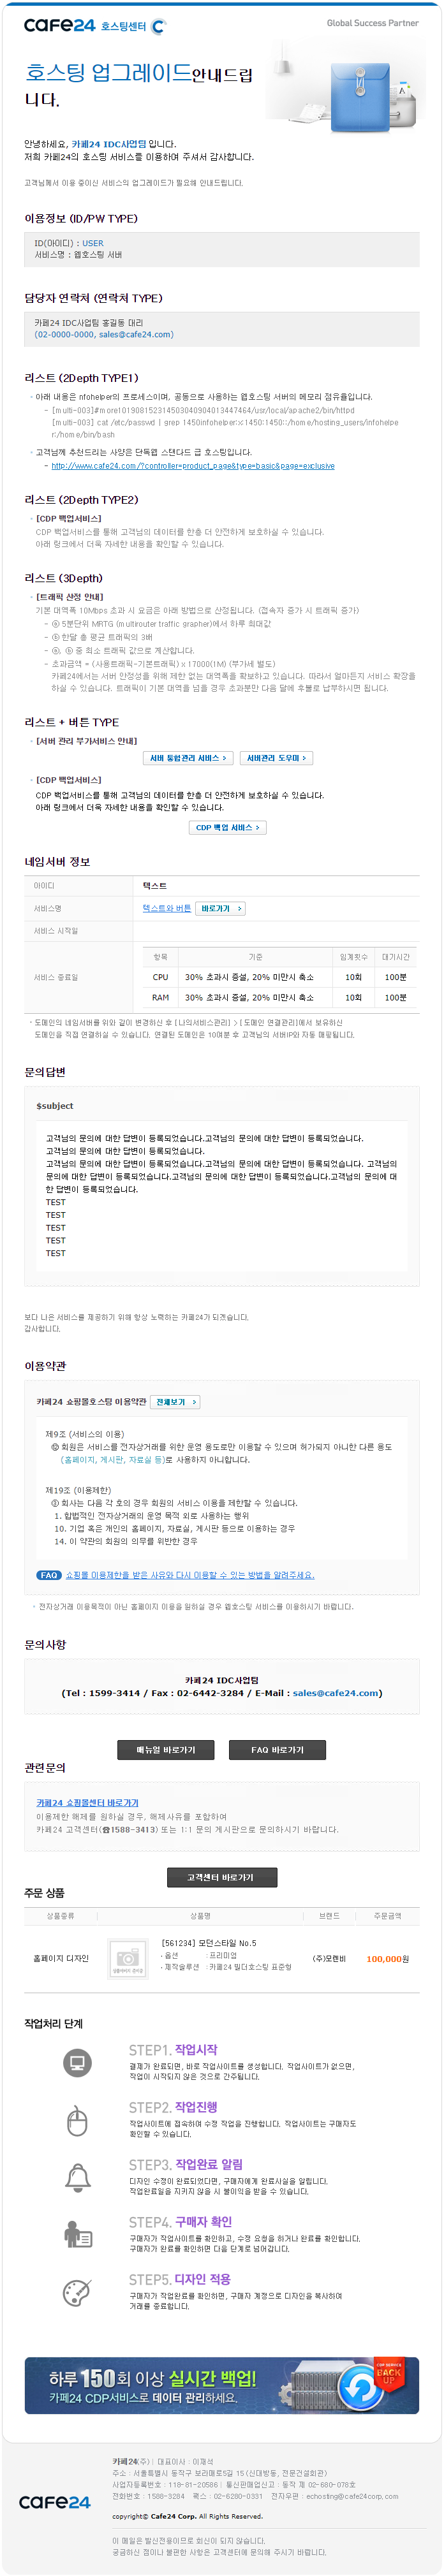 cafe24 호스팅센터 C
Global Success Partner
호스팅 업그레이드안내드립
니다.
안녕하세요, 카페24 IDC사업팀 입니다.
저희 카페24의 호스팅 서비스를 이용하여 주셔서 감사합니다.
고객님께서 이용 중이신 서비스의 업그레이드가 필요해 안내드립니다.
이용정보 (ID/PW TYPE)
ID(아이디) : USER
서비스명 : 웹호스팅 서버
담당자 연락처 (연락처 TYPE)
카페24 IDC사업팀 홍길동 대리
(02-0000-0000, sales@cafe24.com)
리스트 (2Depth TYPE1)
· 아래 내용은 nfohelper의 프로세스이며, 공동으로 사용하는 웹호스팅 서버의 메모리 점유율입니다.
- [multi-003]#more10190815231450304090401344 7464/usr/local/apache2/bin/httpd
[multi-003] cat /etc/passwd | grep 1450infohelper:x:1450:1450::/home/hosting_users/infohelpe
r:/home/bin/bash
· 고객님께 추천드리는 사양은 단독웹 스탠다드 급 호스팅입니다.
- http://www.cafe24.com/?controller=product_page&type=basic&page=exclusive
리스트 (2Depth TYPE2)
· [CDP 백업서비스]
CDP 백업서비스를 통해 고객님의 데이터를 한층 더 안전하게 보호하실 수 있습니다.
아래 링크에서 더욱 자세한 내용을 확인할 수 있습니다.
리스트 (3Depth)
· [트래픽 산정 안내]
기본 대역폭 10Mbps 초과 시 요금은 아래 방법으로 산정됩니다. (접속자 증가 시 트래픽 증가)
- ⓐ 5분단위 MRTG (multirouter traffic grapher)에서 하루 최대값
- ⓑ 한달 총 평균 트래픽의 3배
- ⓐ, ⓑ 중 최소 트래픽 값으로 계산합니다.
- 초과금액 = (사용트래픽-기본트래픽) x 17000(1M) (부가세 별도)
카페24에서는 서버 안정성을 위해 제한 없는 대역폭을 확보하고 있습니다. 따라서 얼마든지 서비스 확장을
하실 수 있습니다. 트래픽이 기본 대역을 넘을 경우 초과분만 다음 달에 후불로 납부하시면 됩니다.
리스트 + 버튼 TYPE
· [서버 관리 부가서비스 안내]
서버 통합관리 서비스 > 서버관리 도우미 >
· [CDP 백업서비스]
CDP 백업서비스를 통해 고객님의 데이터를 한층 더 안전하게 보호하실 수 있습니다.
아래 링크에서 더욱 자세한 내용을 확인할 수 있습니다.
CDP 백업 서비스 >
네임서버 정보
아이디 텍스트
서비스명 텍스트와 버튼 바로가기 >
서비스 시작일
서비스 종료일
항목 기준 임계횟수 대기시간
CPU 30% 초과시 증설, 20% 미만시 축소 10회 100분
RAM 30% 초과시 증설, 20% 미만시 축소 10회 100분
· 도메인의 네임서버를 위와 같이 변경하신 후 [나의서비스관리] > [도메인 연결관리]에서 보유하신
도메인을 직접 연결하실 수 있습니다. 연결된 도메인은 10여분 후 고객님의 서버IP와 자동 매핑됩니다.
문의답변
$subject
고객님의 문의에 대한 답변이 등록되었습니다.고객님의 문의에 대한 답변이 등록되었습니다.
고객님의 문의에 대한 답변이 등록되었습니다.
고객님의 문의에 대한 답변이 등록되었습니다.고객님의 문의에 대한 답변이 등록되었습니다. 고객님의
문의에 대한 답변이 등록되었습니다.고객님의 문의에 대한 답변이 등록되었습니다.고객님의 문의에 대
한 답변이 등록되었습니다.
TEST
TEST
TEST
TEST
TEST
보다 나은 서비스를 제공하기 위해 항상 노력하는 카페24가 되겠습니다.
감사합니다.
이용약관
카페24 쇼핑몰호스팅 이용약관 전체보기 >
제9조 (서비스의 이용)
⑫ 회원은 서비스를 전자상거래를 위한 운영 용도로만 이용할 수 있으며 허가되지 아니한 다른 용도
(홈페이지, 게시판, 자료실 등)로 사용하지 아니합니다.
제19조 (이용제한)
① 회사는 다음 각 호의 경우 회원의 서비스 이용를 제한할 수 있습니다.
1. 합법적인 전자상거래의 운영 목적 외로 사용하는 행위
10. 기업 혹은 개인의 홈페이지, 자료실, 게시판 등으로 이용하는 경우
14. 이 약관의 회원의 의무를 위반한 경우
FAQ 쇼핑몰 이용제한을 받은 사유와 다시 이용할 수 있는 방법을 알려주세요.
· 전자상거래 이용목적이 아닌 홈페이지 이용을 원하실 경우 웹호스팅 서비스를 이용하시기 바랍니다.
문의사항
카페24 IDC사업팀
(Tel : 1599-3414 / Fax : 02-6442-3284 / E-Mail : sales@cafe24.com)
매뉴얼 바로가기 FAQ 바로가기
관련문의
카페24 쇼핑몰센터 바로가기
이용제한 해제를 원하실 경우, 해제사유를 포함하여
카페24 고객센터(☎1588-3413) 또는 1:1 문의 게시판으로 문의하시기 바랍니다.
고객센터 바로가기
주문 상품
상품종류 상품명 브랜드 주문금액
홈페이지 디자인
[561234] 모던스타일 No.5
· 옵션 : 프리미엄
· 제작솔루션 : 카페24 빌더호스팅 표준형
(주)모렌비
100,000원
작업처리 단계
STEP1. 작업시작
결제가 완료되면, 바로 작업사이트를 생성합니다. 작업사이트가 없으면,
작업이 시작되지 않은 것으로 간주됩니다.
STEP2. 작업진행
작업사이트에 접속하여 수정 작업을 진행합니다. 작업사이트는 구매자도
확인할 수 있습니다.
STEP3. 작업완료 알림
디자인 수정이 완료되었다면, 구매자에게 완료사실을 알립니다.
작업완료일을 지키지 않을 시 불이익을 받을 수 있습니다.
STEP4. 구매자 확인
구매자가 작업사이트를 확인하고, 수정 요청을 하거나 완료를 확인합니다.
구매자가 완료를 확인하면 다음 단계로 넘어갑니다.
STEP5. 디자인 적용
구매자가 작업완료를 확인하면, 구매자 계정으로 디자인을 복사하여
거래를 종료합니다.
하루 150회 이상 실시간 백업!
카페24 CDP서비스로 데이터 관리하세요.
CDP SERVICE
BACK
UP
cafe24
카페24(주) | 대표이사 : 이재석
주소 : 서울특별시 동작구 보라매로5길 15 (신대방동, 전문건설회관)
사업자등록번호 : 118-81-20586 | 통신판매업신고 : 동작 제 02-680-078호
전화번호 : 1588-3284 팩스 : 02-6280-0331 전자우편 : echosting@cafe24corp.com
copyright© Cafe24 Corp. All Rights Reserved.
이 메일은 발신전용이므로 회신이 되지 않습니다.
궁금하신 점이나 불편한 사항은 고객센터에 문의해 주시기 바랍니다.